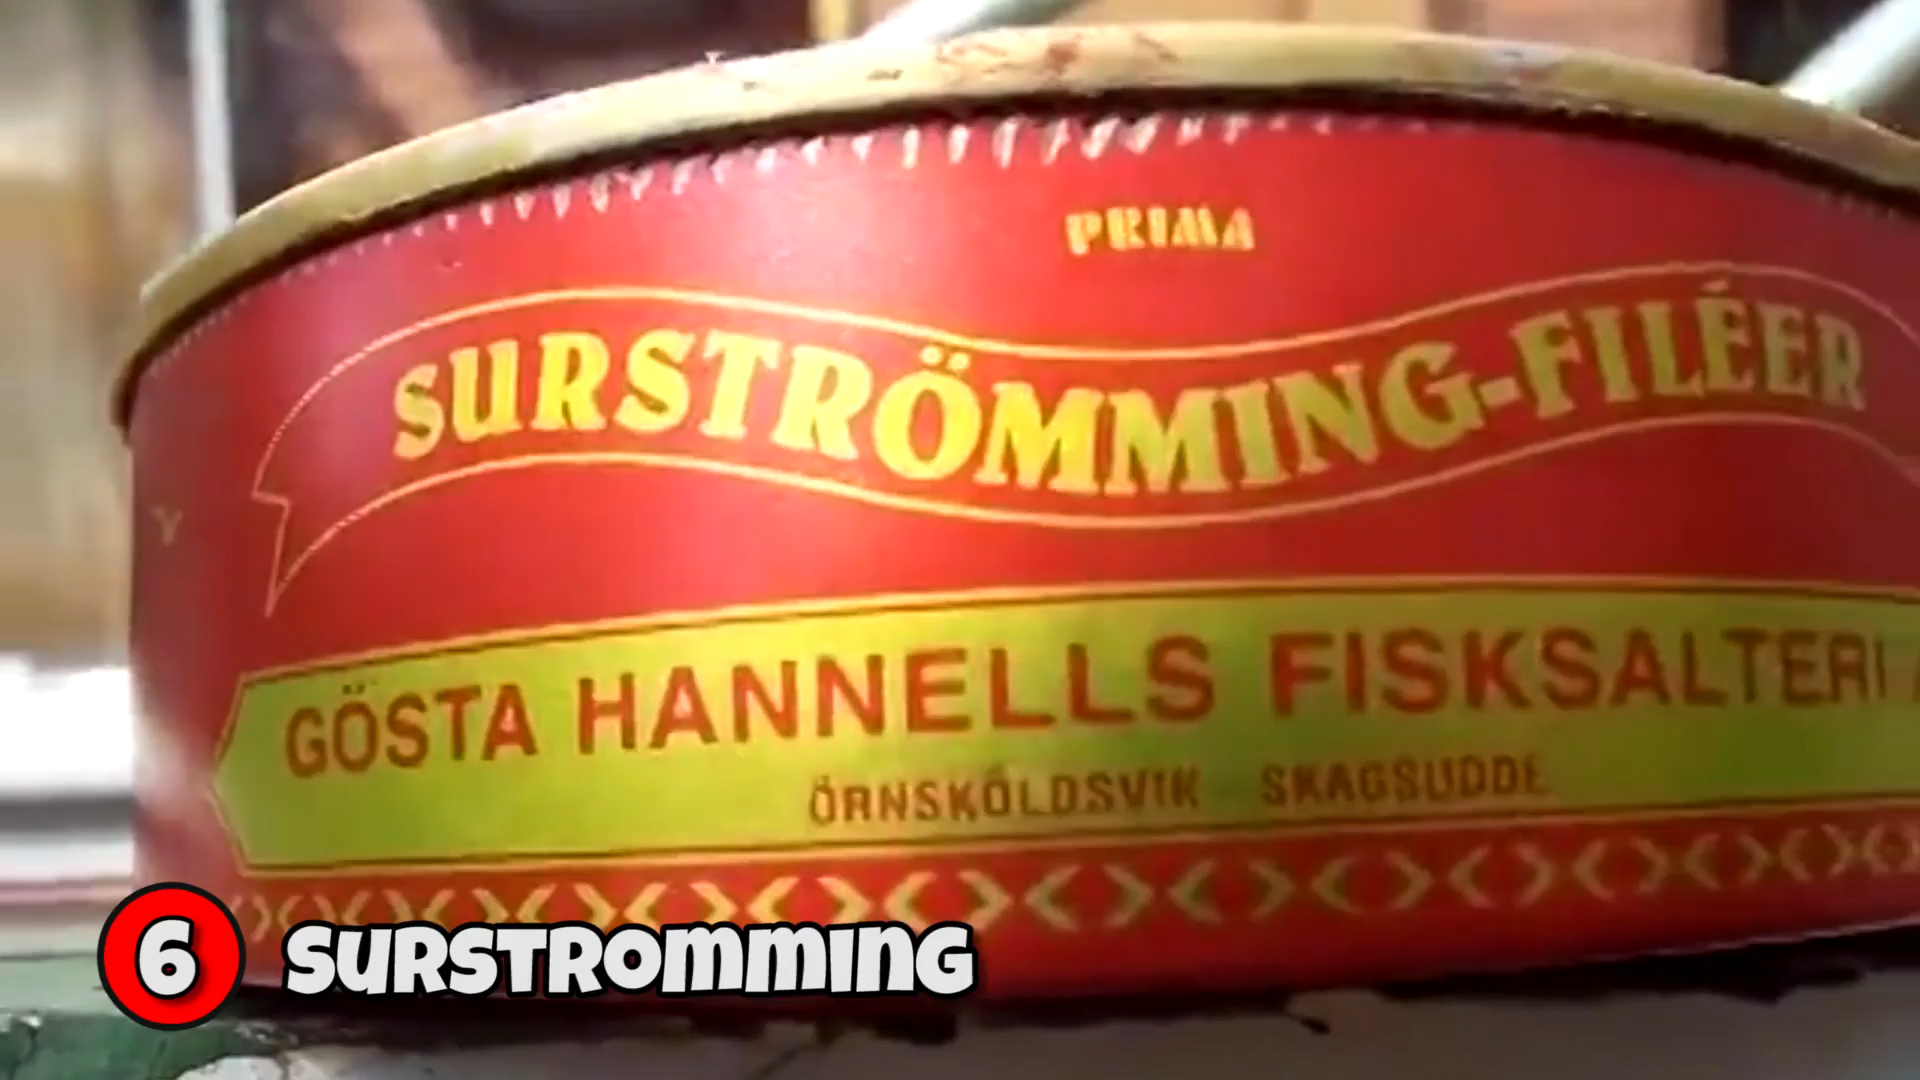 PRIMA
SURSTRÖMMING-FILÉER
GÖSTA HANNELLS FISKSALTERI
ÖRNSKÖLDSVIK SKAGSUDDE
6 SURSTROMMING